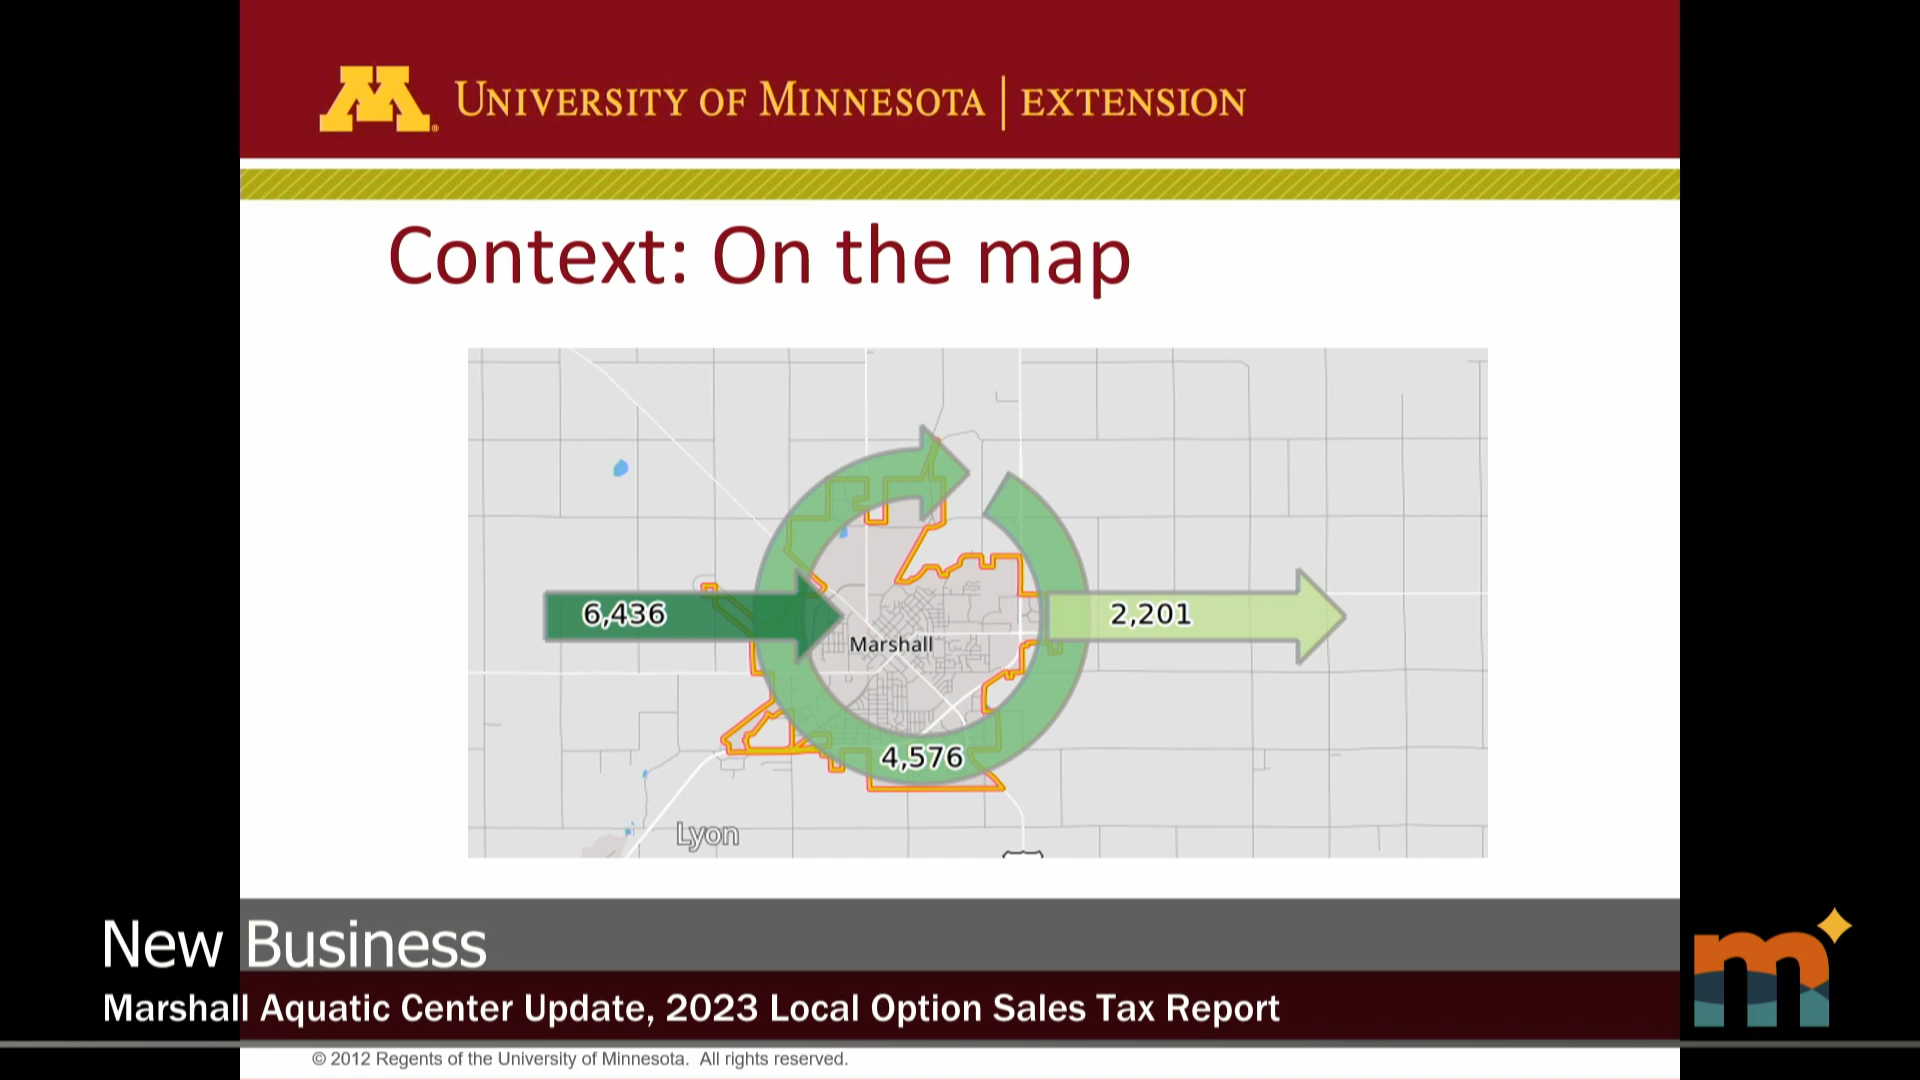 UNIVERSITY OF MINNESOTA | EXTENSION
Context: On the map
6,436
2,201
Marshall
4,576
Lyon
New Business
Marshall Aquatic Center Update, 2023 Local Option Sales Tax Report
© 2012 Regents of the University of Minnesota. All rights reserved.